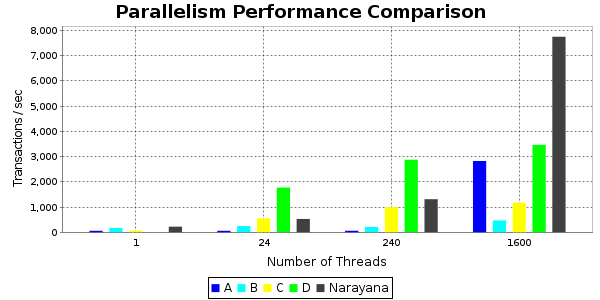 Parallelism Performance Comparison
8,000
7,000
6,000
5,000
4,000
3,000
2,000
1,000
0
Transactions / sec
1 24 240 1600
Number of Threads
A B C D Narayana